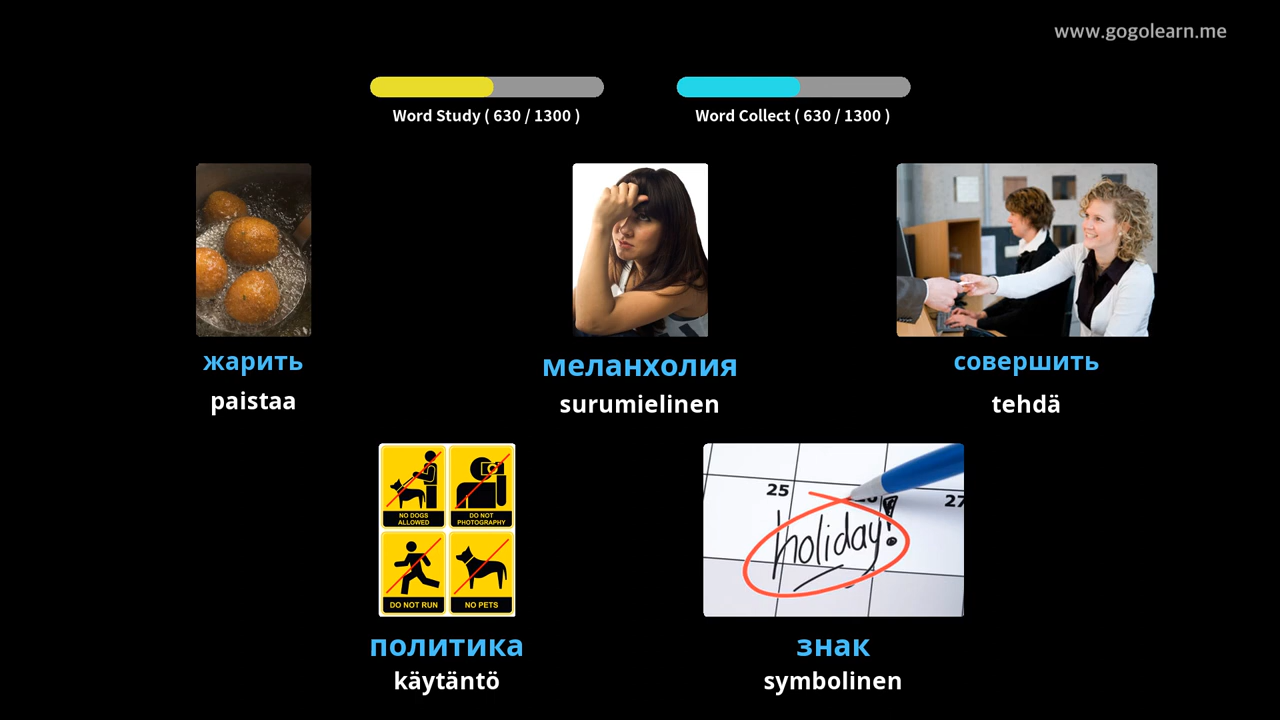 www.gogolearn.me
Word Study ( 630 / 1300 )
Word Collect ( 630 / 1300 )
жарить
paistaa
меланхолия
surumielinen
совершить
tehdä
NO DOGS
ALLOWED
DO NOT
PHOTOGRAPHY
DO NOT RUN
NO PETS
политика
käytäntö
25
27
holiday!
знак
symbolinen